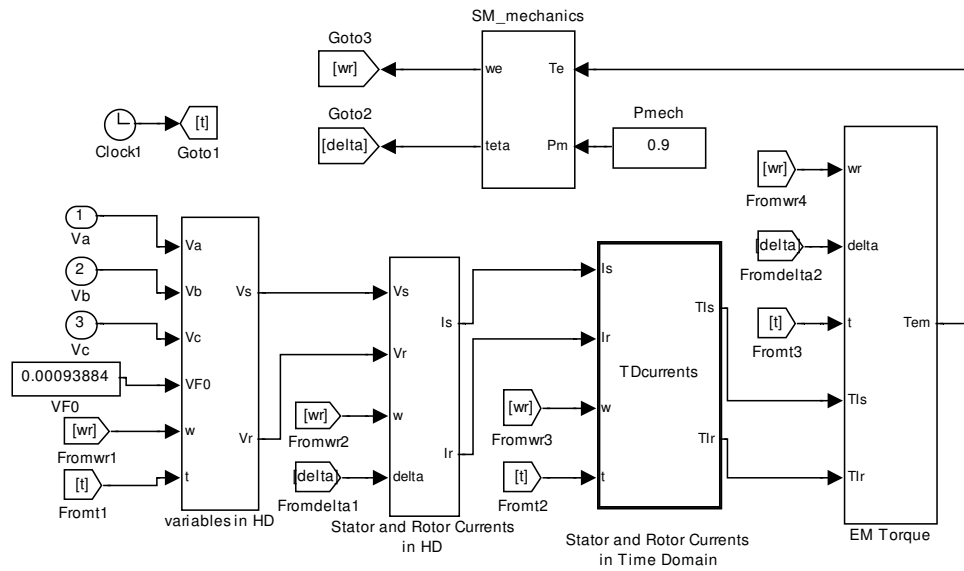 SM_mechanics
Goto3
[wr]
we
Te
Goto2
[delta]
teta
Pm
Pmech
0.9
Clock1
[t]
Goto1
1
Va
2
Vb
3
Vc
0.00093884
VF0
[wr]
Fromwr1
[t]
Fromt1
Va
Vb
Vc
VF0
w
t
Vs
Vr
variables in HD
[wr]
Fromwr2
[delta]
Fromdelta1
Vs
Vr
w
delta
Is
Ir
Stator and Rotor Currents
in HD
[wr]
Fromwr3
[t]
Fromt2
Is
Ir
w
t
TDcurrents
TIs
TIr
Stator and Rotor Currents
in Time Domain
[wr]
Fromwr4
[delta]
Fromdelta2
[t]
Fromt3
wr
delta
t
TIs
TIr
Tem
EM Torque